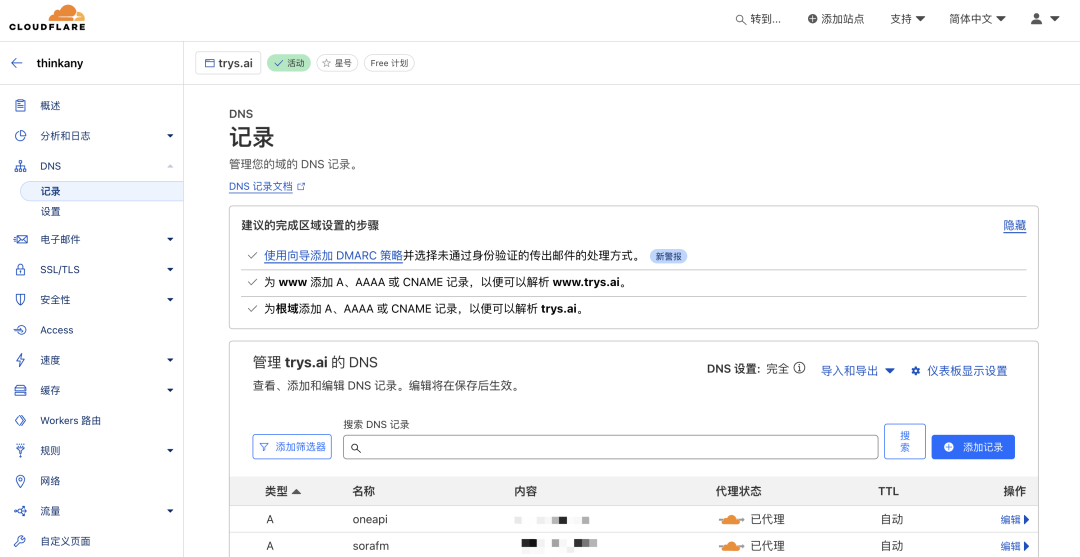 CLOUDFLARE
转到...
添加站点
支持
简体中文
thinkany
trys.ai
活动
星号
Free 计划
概述
分析和日志
DNS
记录
设置
电子邮件
SSL/TLS
安全性
Access
速度
缓存
Workers 路由
规则
网络
流量
自定义页面
DNS
记录
管理您的域的 DNS 记录。
DNS 记录文档
建议的完成区域设置的步骤
隐藏
使用向导添加 DMARC 策略并选择未通过身份验证的传出邮件的处理方式。 新警报
为 www 添加 A、AAAA 或 CNAME 记录，以便可以解析 www.trys.ai。
为根域添加 A、AAAA 或 CNAME 记录，以便可以解析 trys.ai。
管理 trys.ai 的 DNS
查看、添加和编辑 DNS 记录。编辑将在保存后生效。
DNS 设置: 完全
导入和导出
仪表板显示设置
搜索 DNS 记录
添加筛选器
搜
索
添加记录
类型 名称 内容 代理状态 TTL 操作
A oneapi 已代理 自动 编辑
A sorafm 已代理 自动 编辑